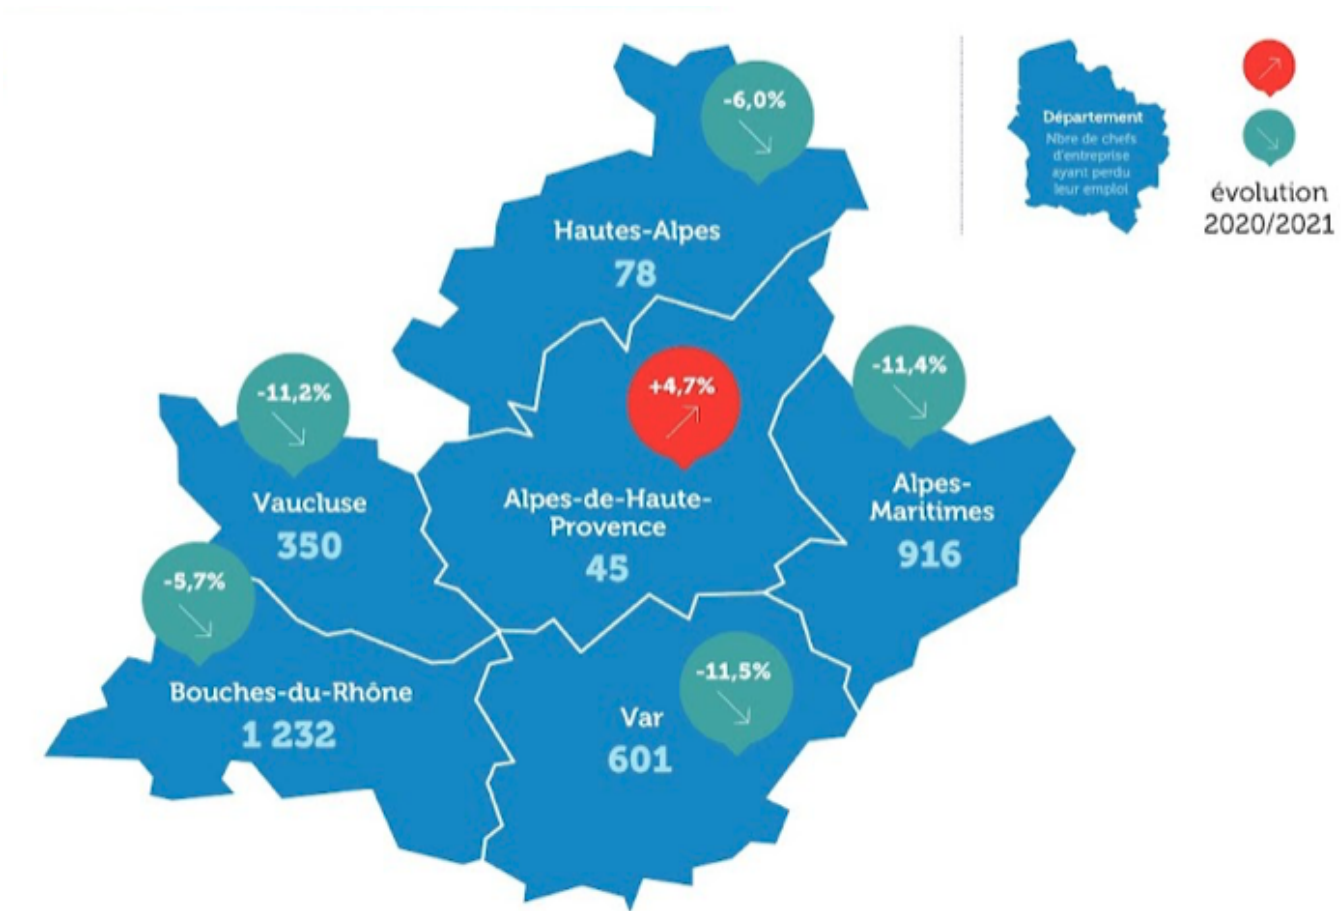 -6,0%
Hautes-Alpes
78
Département
Nbre de chefs
d'entreprise
ayant perdu
leur emploi
évolution
2020/2021
-11,2%
Vaucluse
350
+4,7%
Alpes-de-Haute-
Provence
45
-11,4%
Alpes-
Maritimes
916
-5,7%
Bouches-du-Rhône
1 232
-11,5%
Var
601